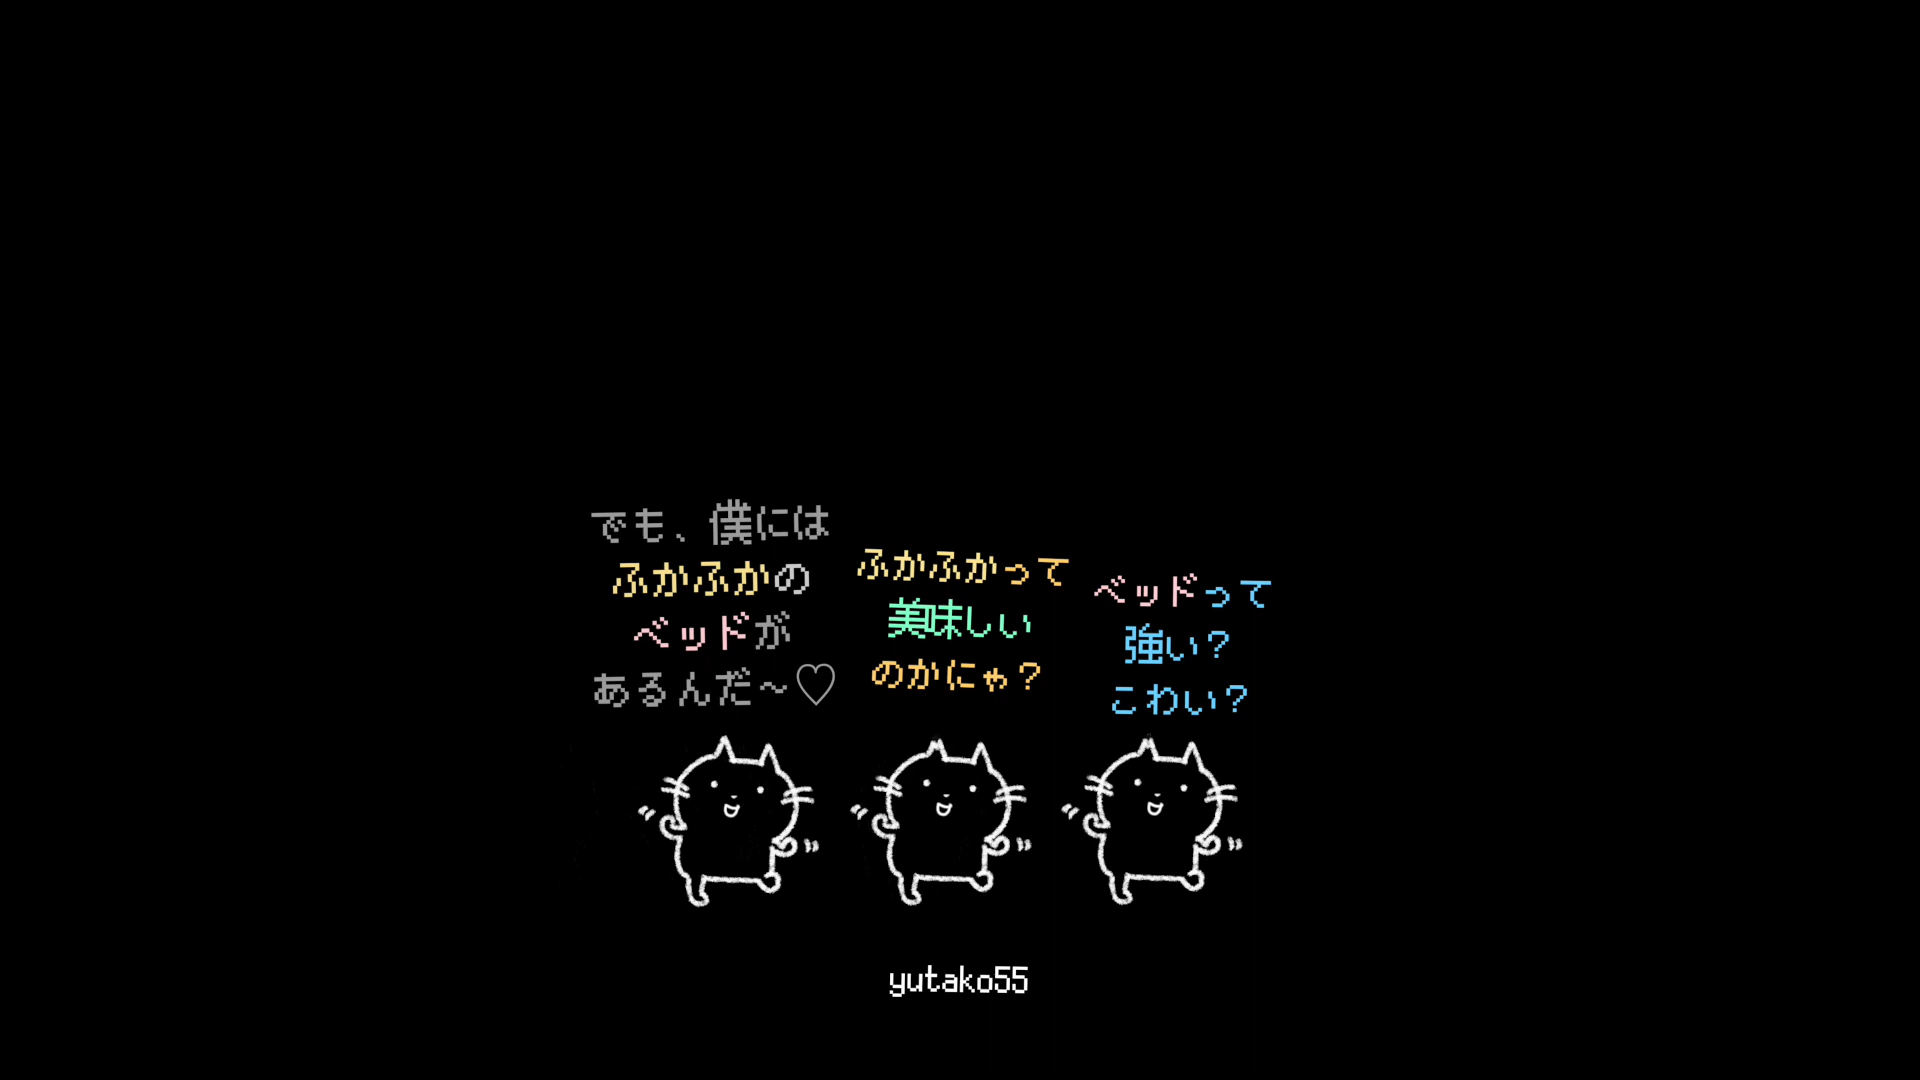 でも、僕には
ふかふかの
ベッドが
あるんだ～♡
ふかふかって
美味しい
のかにゃ？
ベッドって
強い？
こわい？
yutako55